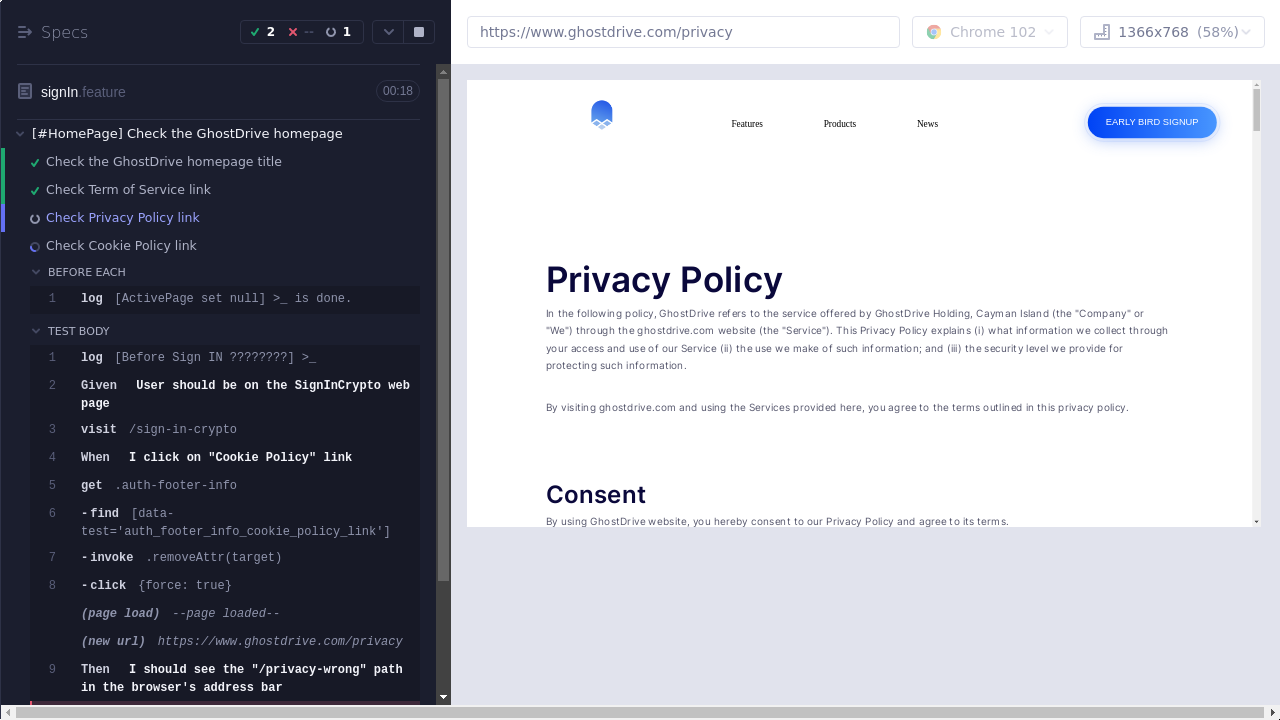 Specs
2
--
1
signIn.feature
00:18
[#HomePage] Check the GhostDrive homepage
Check the GhostDrive homepage title
Check Term of Service link
Check Privacy Policy link
Check Cookie Policy link
BEFORE EACH
1 log [ActivePage set null] >_ is done.
TEST BODY
1 log [Before Sign IN ????????] >_
2 Given User should be on the SignInCrypto web
page
3 visit /sign-in-crypto
4 When I click on "Cookie Policy" link
5 get .auth-footer-info
6 -find [data-
test='auth_footer_info_cookie_policy_link']
7 -invoke .removeAttr(target)
8 -click {force: true}
(page load) --page loaded--
(new url) https://www.ghostdrive.com/privacy
9 Then I should see the "/privacy-wrong" path
in the browser's address bar
https://www.ghostdrive.com/privacy
Chrome 102
1366x768 (58%)
Features
Products
News
EARLY BIRD SIGNUP
Privacy Policy
In the following policy, GhostDrive refers to the service offered by GhostDrive Holding, Cayman Island (the "Company" or
"We") through the ghostdrive.com website (the "Service"). This Privacy Policy explains (i) what information we collect through
your access and use of our Service (ii) the use we make of such information; and (iii) the security level we provide for
protecting such information.
By visiting ghostdrive.com and using the Services provided here, you agree to the terms outlined in this privacy policy.
Consent
By using GhostDrive website, you hereby consent to our Privacy Policy and agree to its terms.